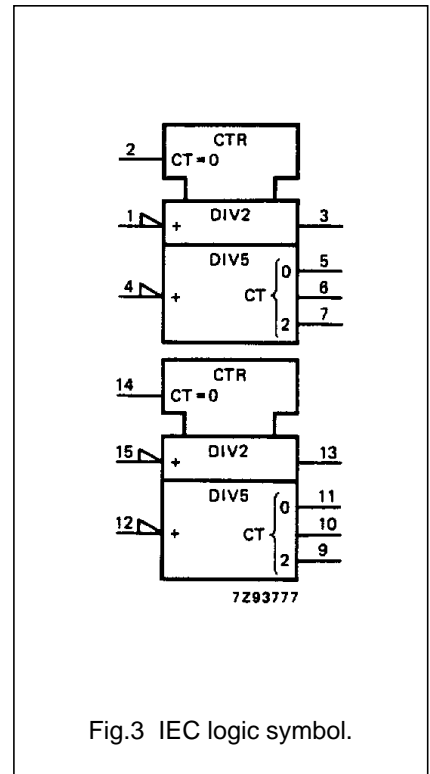 CTR
2 CT=0
1 + DIV2 3
DIV5
0 5
4 + CT 6
2 7
CTR
14 CT=0
15 + DIV2 13
DIV5
0 11
12 + CT 10
2 9
7Z93777
Fig.3 IEC logic symbol.